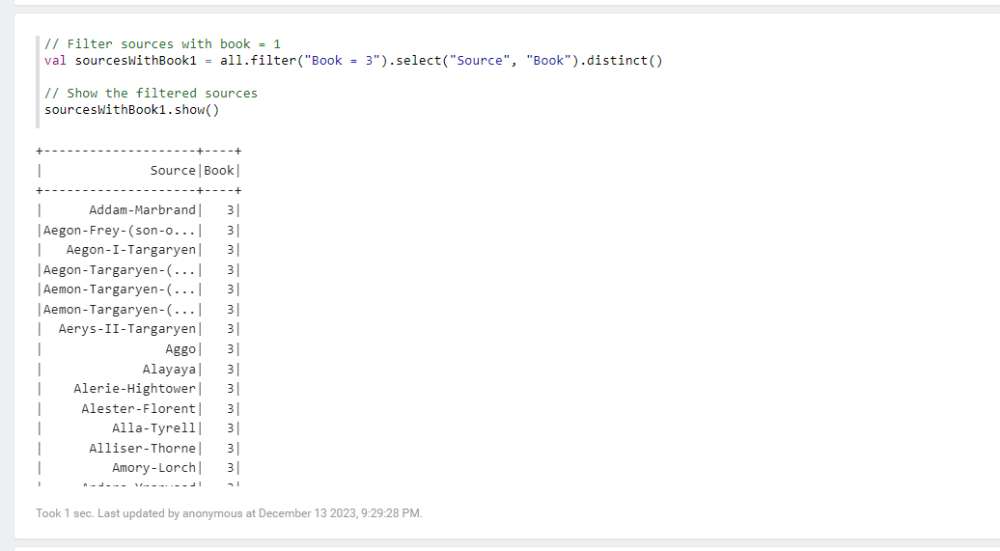 // Filter sources with book = 1
val sourcesWithBook1 = all.filter("Book = 3").select("Source", "Book").distinct()
// Show the filtered sources
sourcesWithBook1.show()
+--------------------+----+
|              Source|Book|
+--------------------+----+
|      Addam-Marbrand|   3|
|Aegon-Frey-(son-o...|   3|
|   Aegon-I-Targaryen|   3|
|Aegon-Targaryen-(...|   3|
|Aemon-Targaryen-(...|   3|
|Aemon-Targaryen-(...|   3|
|  Aerys-II-Targaryen|   3|
|                Aggo|   3|
|             Alayaya|   3|
|    Alerie-Hightower|   3|
|     Alester-Florent|   3|
|         Alla-Tyrell|   3|
|      Alliser-Thorne|   3|
|         Amory-Lorch|   3|
Took 1 sec. Last updated by anonymous at December 13 2023, 9:29:28 PM.